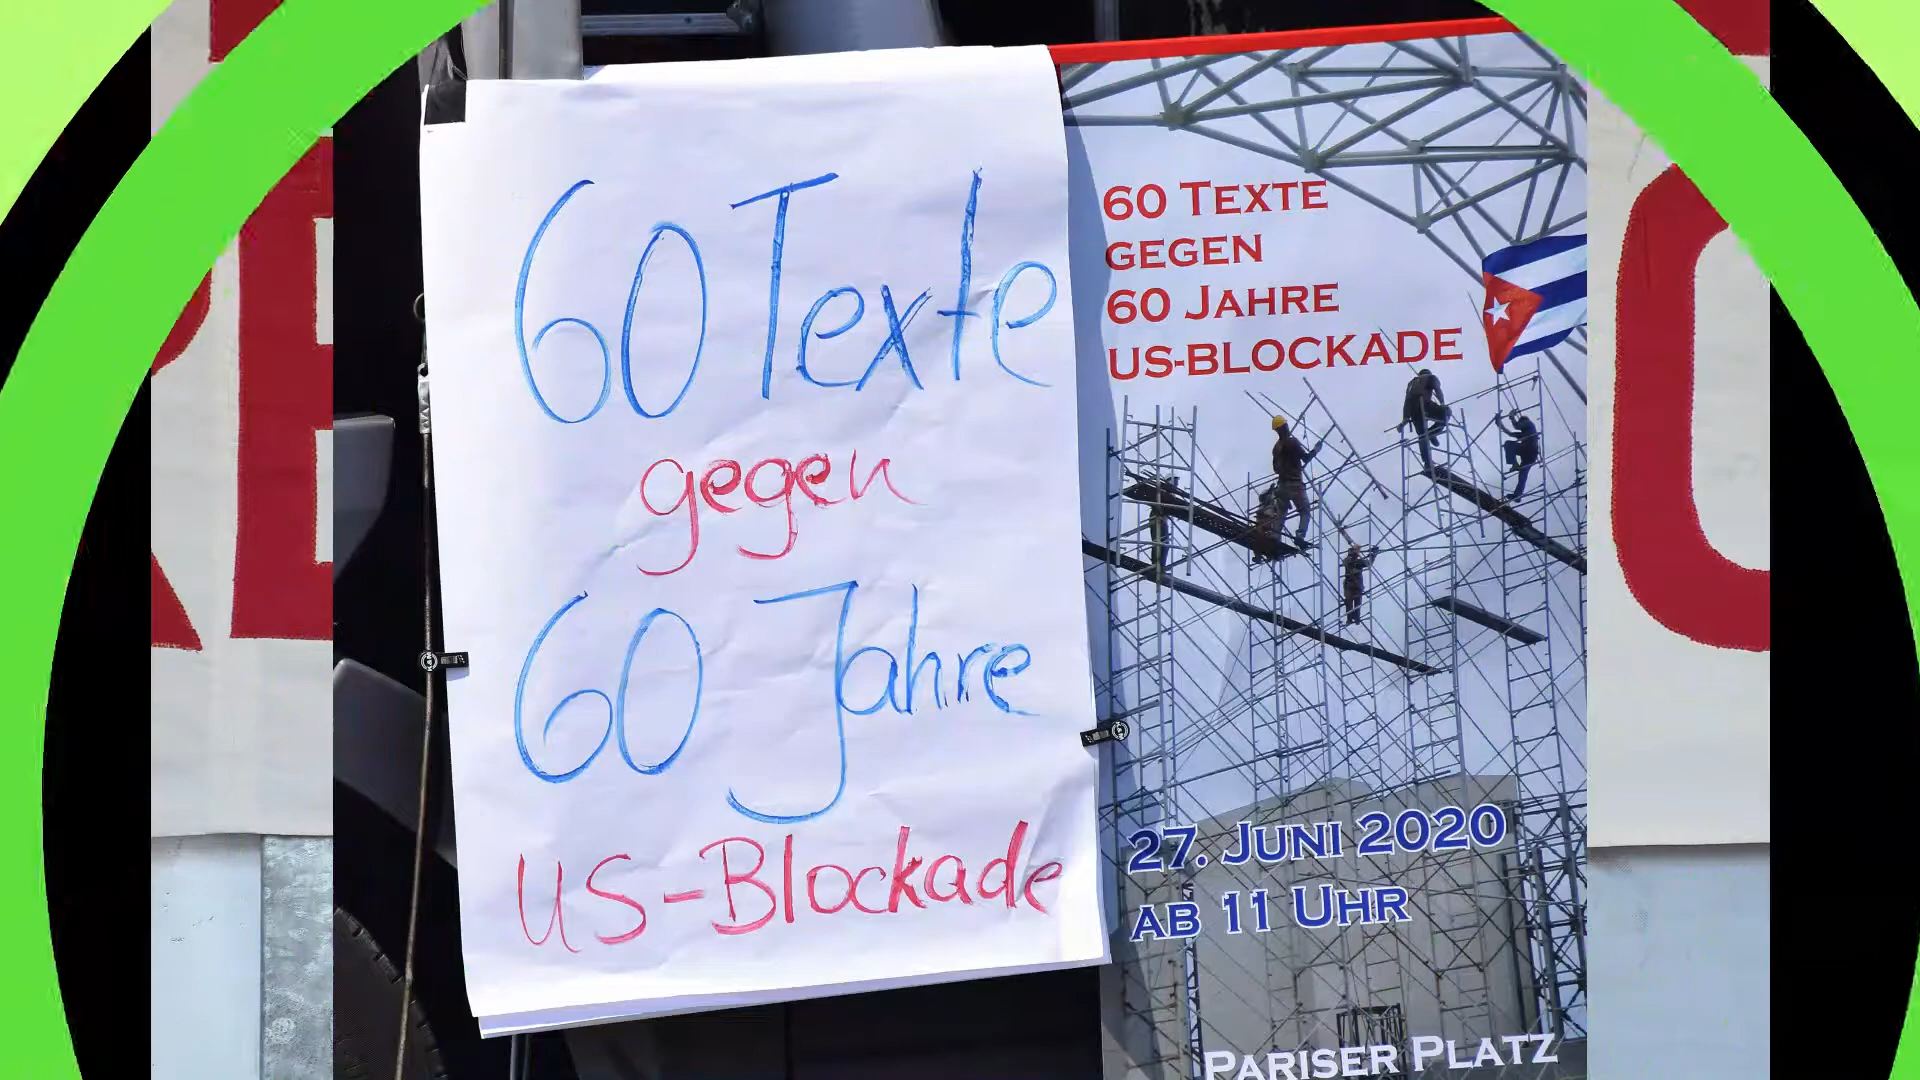 60 Texte
gegen
60 Jahre
US-Blockade
60 TEXTE
GEGEN
60 JAHRE
US-BLOCKADE
27. JUNI 2020
AB 11 UHR
PARISER PLATZ